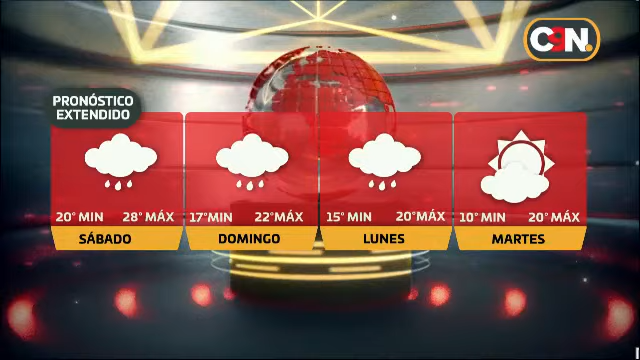 C9N.
PRONÓSTICO
EXTENDIDO
20° MIN 28° MÁX
SÁBADO
17°MIN 22°MÁX
DOMINGO
15° MIN 20°MÁX
LUNES
10° MIN 20° MÁX
MARTES